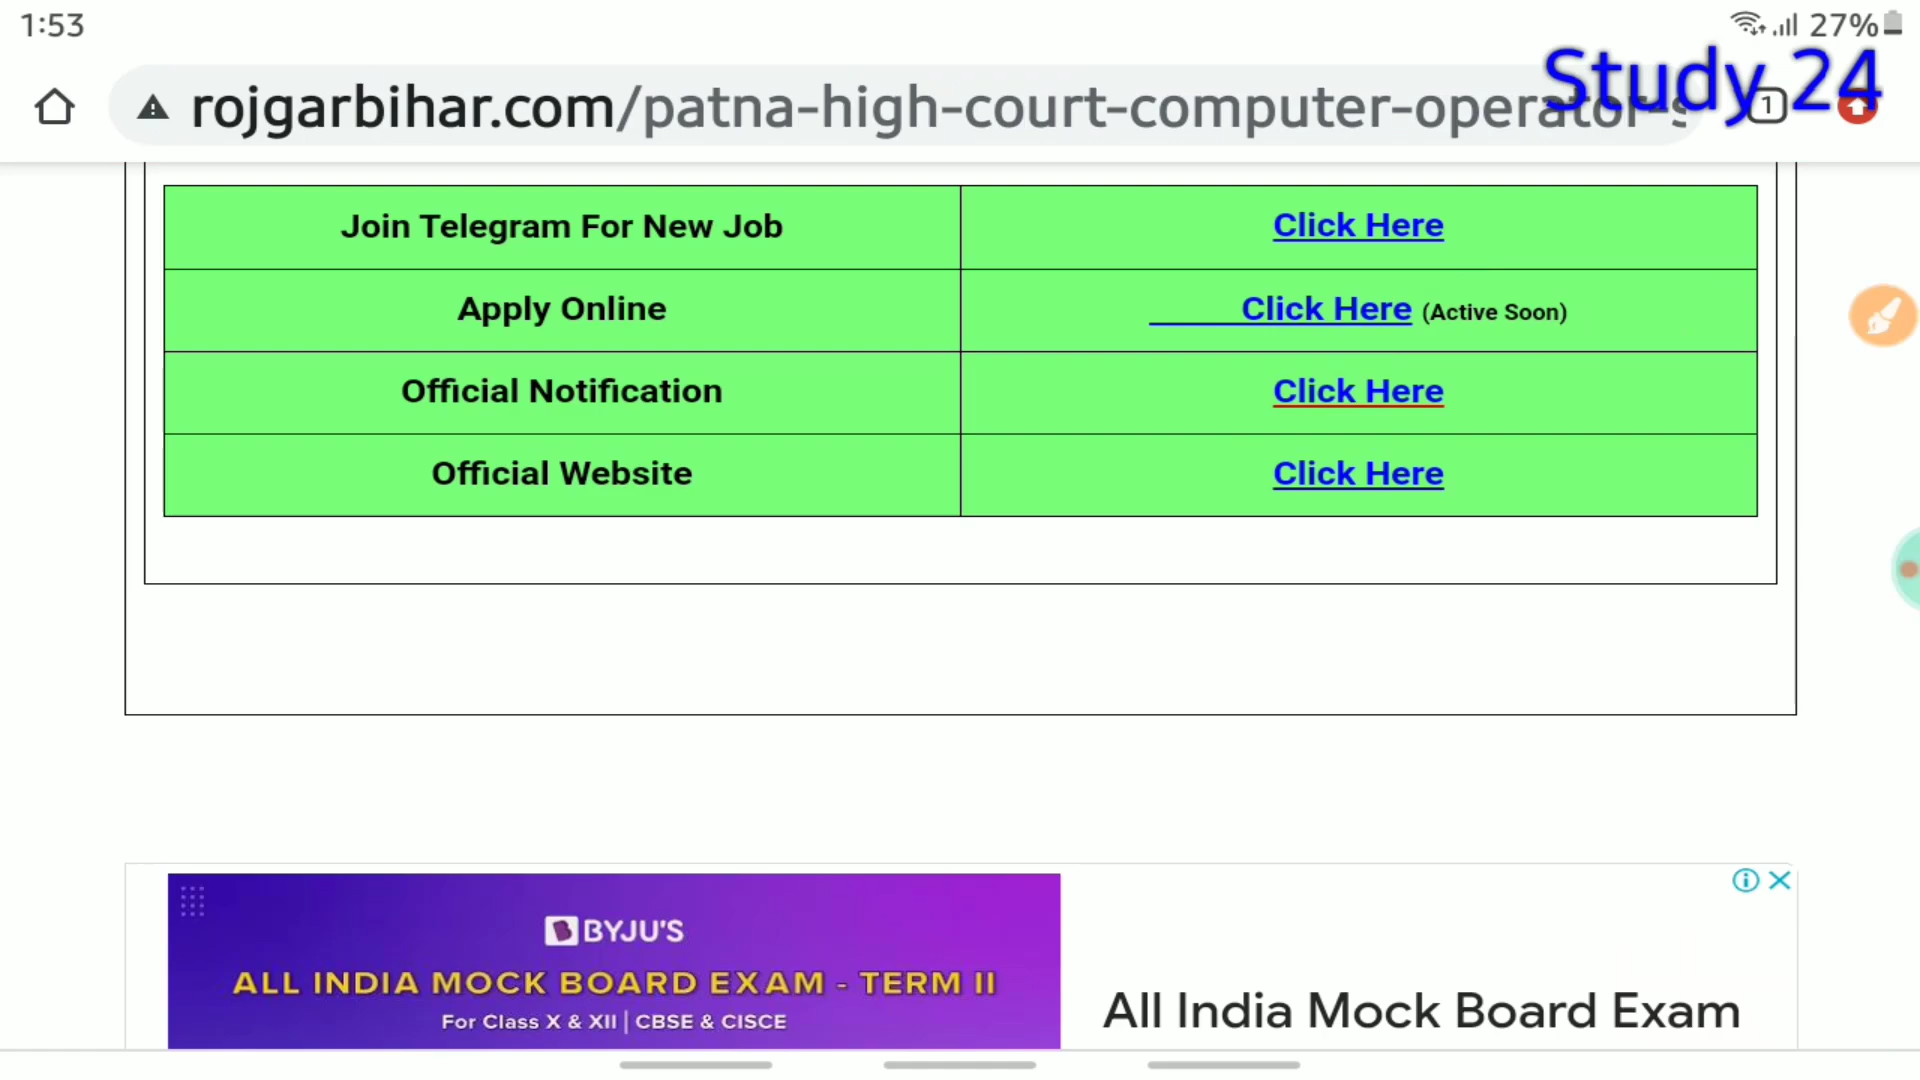 1:53
27%
Study 24
rojgarbihar.com/patna-high-court-computer-operator-s
1
Join Telegram For New Job Click Here
Apply Online Click Here (Active Soon)
Official Notification Click Here
Official Website Click Here
BYJU'S
ALL INDIA MOCK BOARD EXAM - TERM II
For Class X & XII | CBSE & CISCE
All India Mock Board Exam